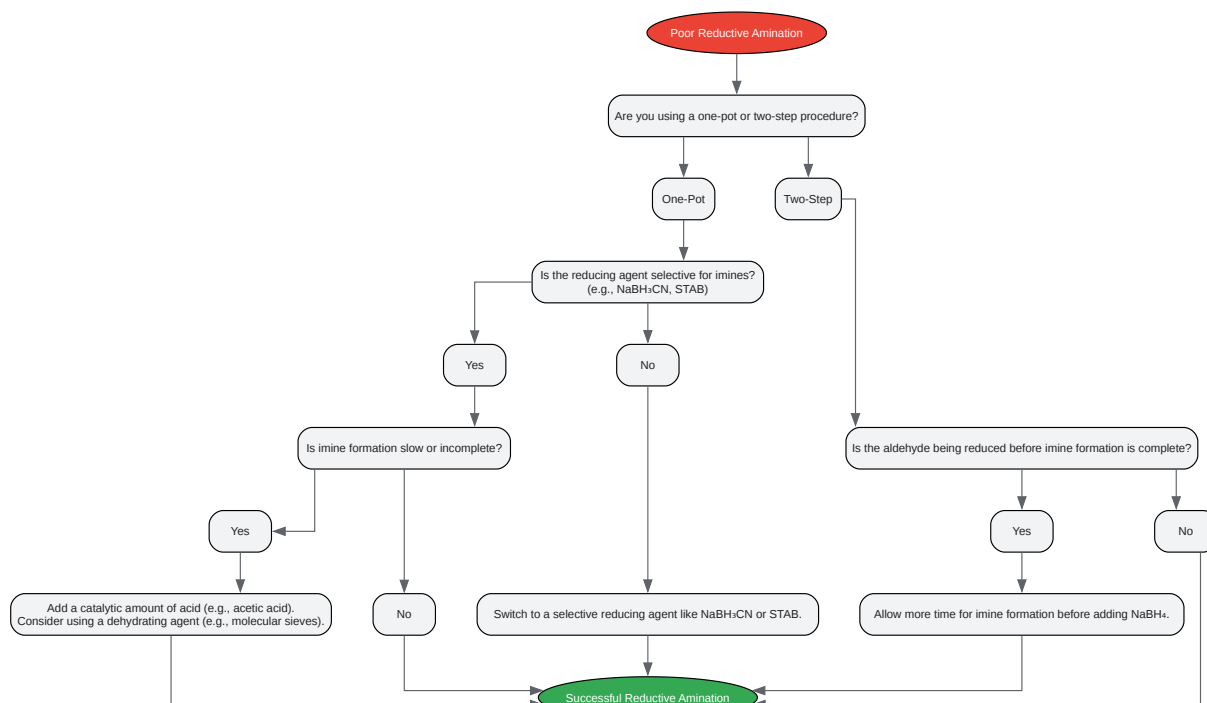 Poor Reductive Amination
Are you using a one-pot or two-step procedure?
One-Pot
Two-Step
Is the reducing agent selective for imines?
(e.g., NaBH₃CN, STAB)
Yes
No
Is imine formation slow or incomplete?
Is the aldehyde being reduced before imine formation is complete?
Yes
Yes
No
Add a catalytic amount of acid (e.g., acetic acid).
Consider using a dehydrating agent (e.g., molecular sieves).
No
Switch to a selective reducing agent like NaBH₃CN or STAB.
Allow more time for imine formation before adding NaBH₄.
Successful Reductive Amination